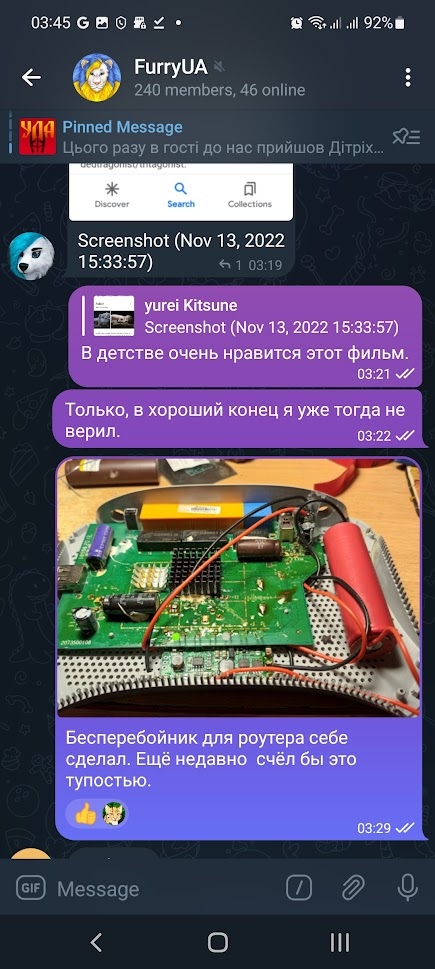 03:45
92%
FurryUA
240 members, 46 online
УЛА
Pinned Message
Цього разу в гості до нас прийшов Дітріх...
deutragonist/tritagonist.
Discover Search Collections
Screenshot (Nov 13, 2022
15:33:57)
1 03:19
yurei Kitsune
Screenshot (Nov 13, 2022 15:33:57)
В детстве очень нравится этот фильм.
03:21
Только, в хороший конец я уже тогда не
верил.
03:22
2073500108
Бесперебойник для роутера себе
сделал. Ещё недавно счёл бы это
тупостью.
03:29
GIF Message